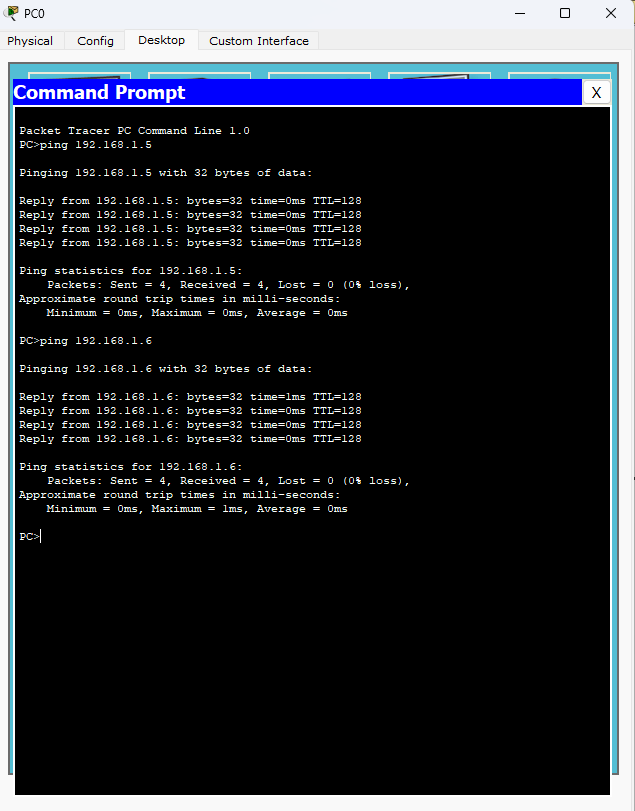 PC0
Physical Config Desktop Custom Interface
Command Prompt X
Packet Tracer PC Command Line 1.0
PC>ping 192.168.1.5
Pinging 192.168.1.5 with 32 bytes of data:
Reply from 192.168.1.5: bytes=32 time=0ms TTL=128
Reply from 192.168.1.5: bytes=32 time=0ms TTL=128
Reply from 192.168.1.5: bytes=32 time=0ms TTL=128
Reply from 192.168.1.5: bytes=32 time=0ms TTL=128
Ping statistics for 192.168.1.5:
    Packets: Sent = 4, Received = 4, Lost = 0 (0% loss),
Approximate round trip times in milli-seconds:
    Minimum = 0ms, Maximum = 0ms, Average = 0ms
PC>ping 192.168.1.6
Pinging 192.168.1.6 with 32 bytes of data:
Reply from 192.168.1.6: bytes=32 time=1ms TTL=128
Reply from 192.168.1.6: bytes=32 time=0ms TTL=128
Reply from 192.168.1.6: bytes=32 time=0ms TTL=128
Reply from 192.168.1.6: bytes=32 time=0ms TTL=128
Ping statistics for 192.168.1.6:
    Packets: Sent = 4, Received = 4, Lost = 0 (0% loss),
Approximate round trip times in milli-seconds:
    Minimum = 0ms, Maximum = 1ms, Average = 0ms
PC>